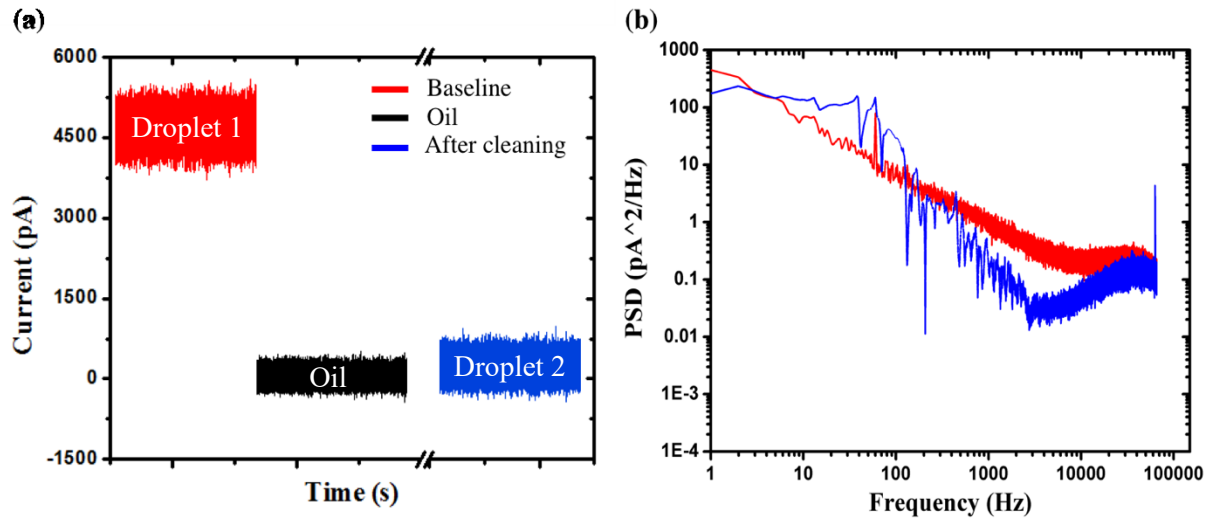 (a)
6000
4500
3000
1500
0
-1500
Current (pA)
Time (s)
Baseline
Oil
After cleaning
Droplet 1
Oil
Droplet 2
(b)
1000
100
10
1
0.1
0.01
1E-3
1E-4
PSD (pA^2/Hz)
1 10 100 1000 10000 100000
Frequency (Hz)